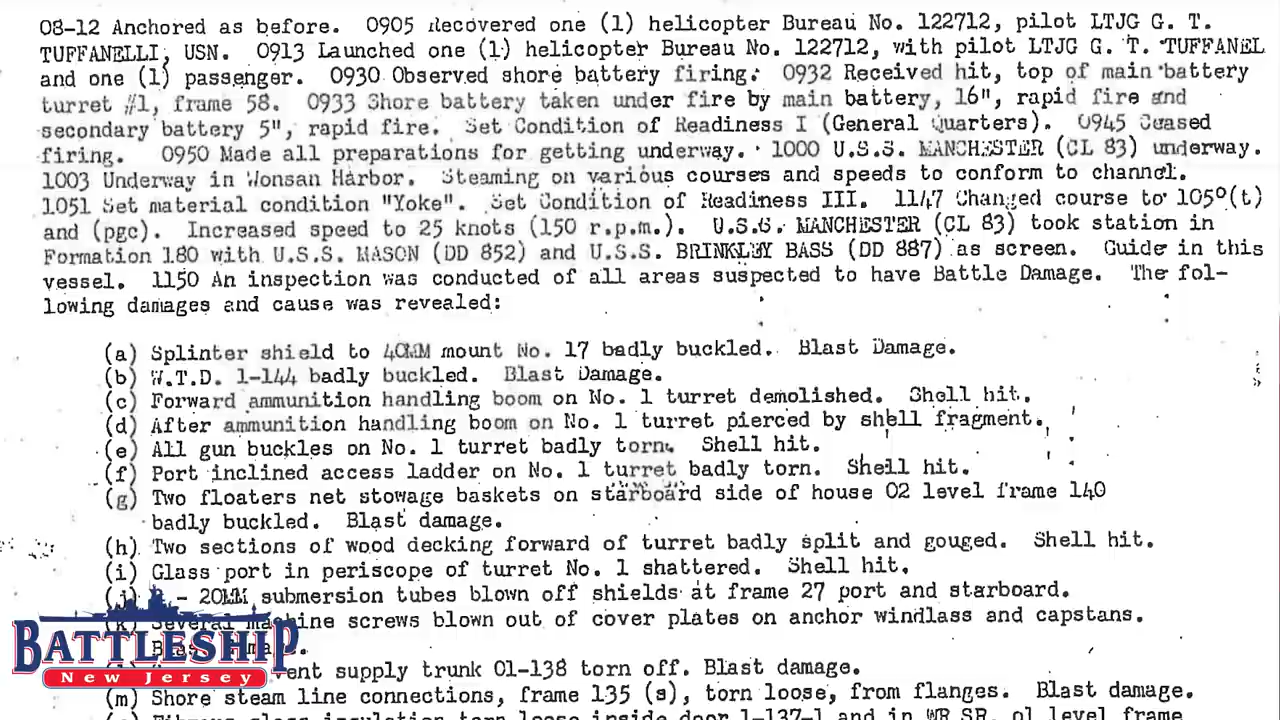 08-12 Anchored as before. 0905 Recovered one (1) helicopter Bureau No. 122712, pilot LTJG G. T.
TUFFANELLI, USN. 0913 Launched one (1) helicopter Bureau No. 122712, with pilot LTJG G. T. TUFFANEL
and one (1) passenger. 0930 Observed shore battery firing. 0932 Received hit, top of main battery
turret #1, frame 58. 0933 Shore battery taken under fire by main battery, 16", rapid fire and
secondary battery 5", rapid fire. Set Condition of Readiness I (General Quarters). 0945 Ceased
firing. 0950 Made all preparations for getting underway. 1000 U.S.S. MANCHESTER (CL 83) underway.
1003 Underway in Wonsan Harbor. Steaming on various courses and speeds to conform to channel.
1051 Set material condition "Yoke". Set Condition of Readiness III. 1147 Changed course to 105°(t)
and (pgc). Increased speed to 25 knots (150 r.p.m.). U.S.S. MANCHESTER (CL 83) took station in
Formation 180 with U.S.S. MASON (DD 852) and U.S.S. BRINKLEY BASS (DD 887) as screen. Guide in this
vessel. 1150 An inspection was conducted of all areas suspected to have Battle Damage. The fol-
lowing damages and cause was revealed:
(a) Splinter shield to 40MM mount No. 17 badly buckled. Blast Damage.
(b) W.T.D. 1-144 badly buckled. Blast Damage.
(c) Forward ammunition handling boom on No. 1 turret demolished. Shell hit.
(d) After ammunition handling boom on No. 1 turret pierced by shell fragment.
(e) All gun buckles on No. 1 turret badly torn. Shell hit.
(f) Port inclined access ladder on No. 1 turret badly torn. Shell hit.
(g) Two floaters net stowage baskets on starboard side of house 02 level frame 140
badly buckled. Blast damage.
(h) Two sections of wood decking forward of turret badly split and gouged. Shell hit.
(i) Glass port in periscope of turret No. 1 shattered. Shell hit.
(j) - 20MM submersion tubes blown off shields at frame 27 port and starboard.
(k) Several machine screws blown out of cover plates on anchor windlass and capstans.
vent supply trunk 01-138 torn off. Blast damage.
(m) Shore steam line connections, frame 135 (s), torn loose, from flanges. Blast damage.
glass insulation torn loose inside door 1-137-1 and in WR SR, 01 level frame
BATTLESHIP
New Jersey